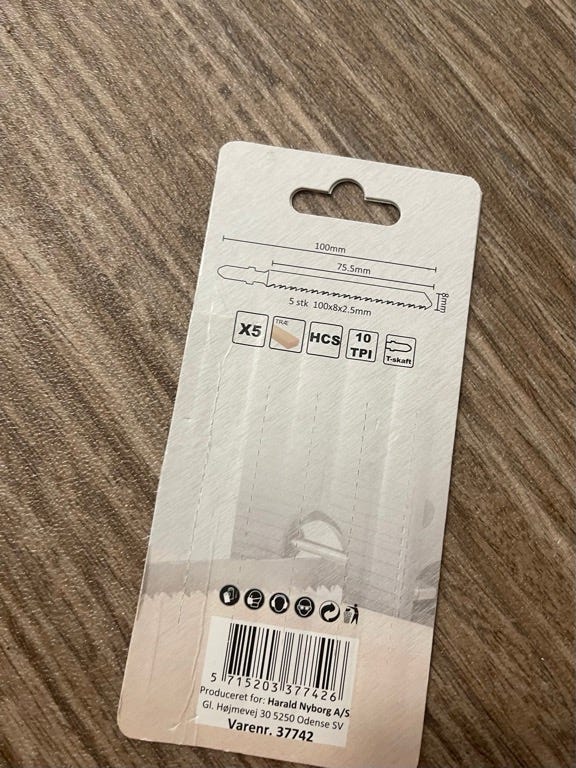 100mm
75.5mm
8mm
5 stk 100x8x2.5mm
X5
TRÆ
HCS
10
TPI
T-skaft
5 715203 377426
Produceret for: Harald Nyborg A/S
Gl. Højmevej 30 5250 Odense SV
Varenr. 37742